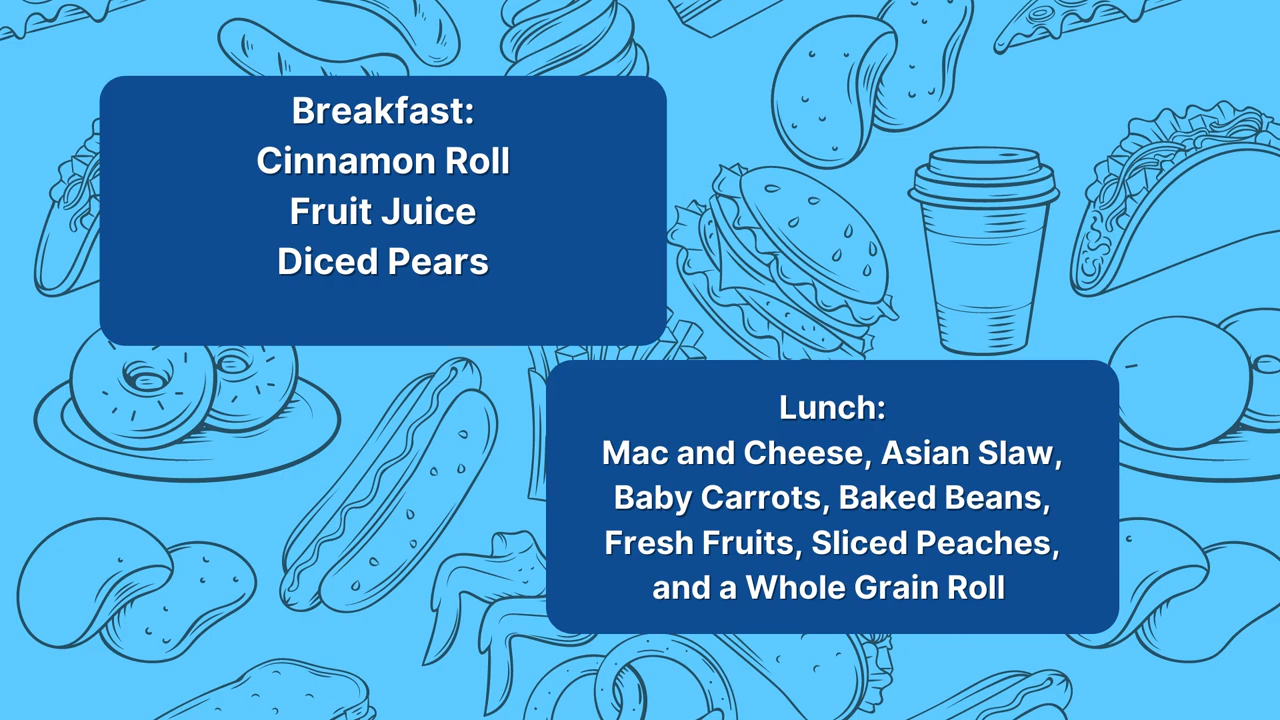 Breakfast:
Cinnamon Roll
Fruit Juice
Diced Pears
Lunch:
Mac and Cheese, Asian Slaw,
Baby Carrots, Baked Beans,
Fresh Fruits, Sliced Peaches,
and a Whole Grain Roll